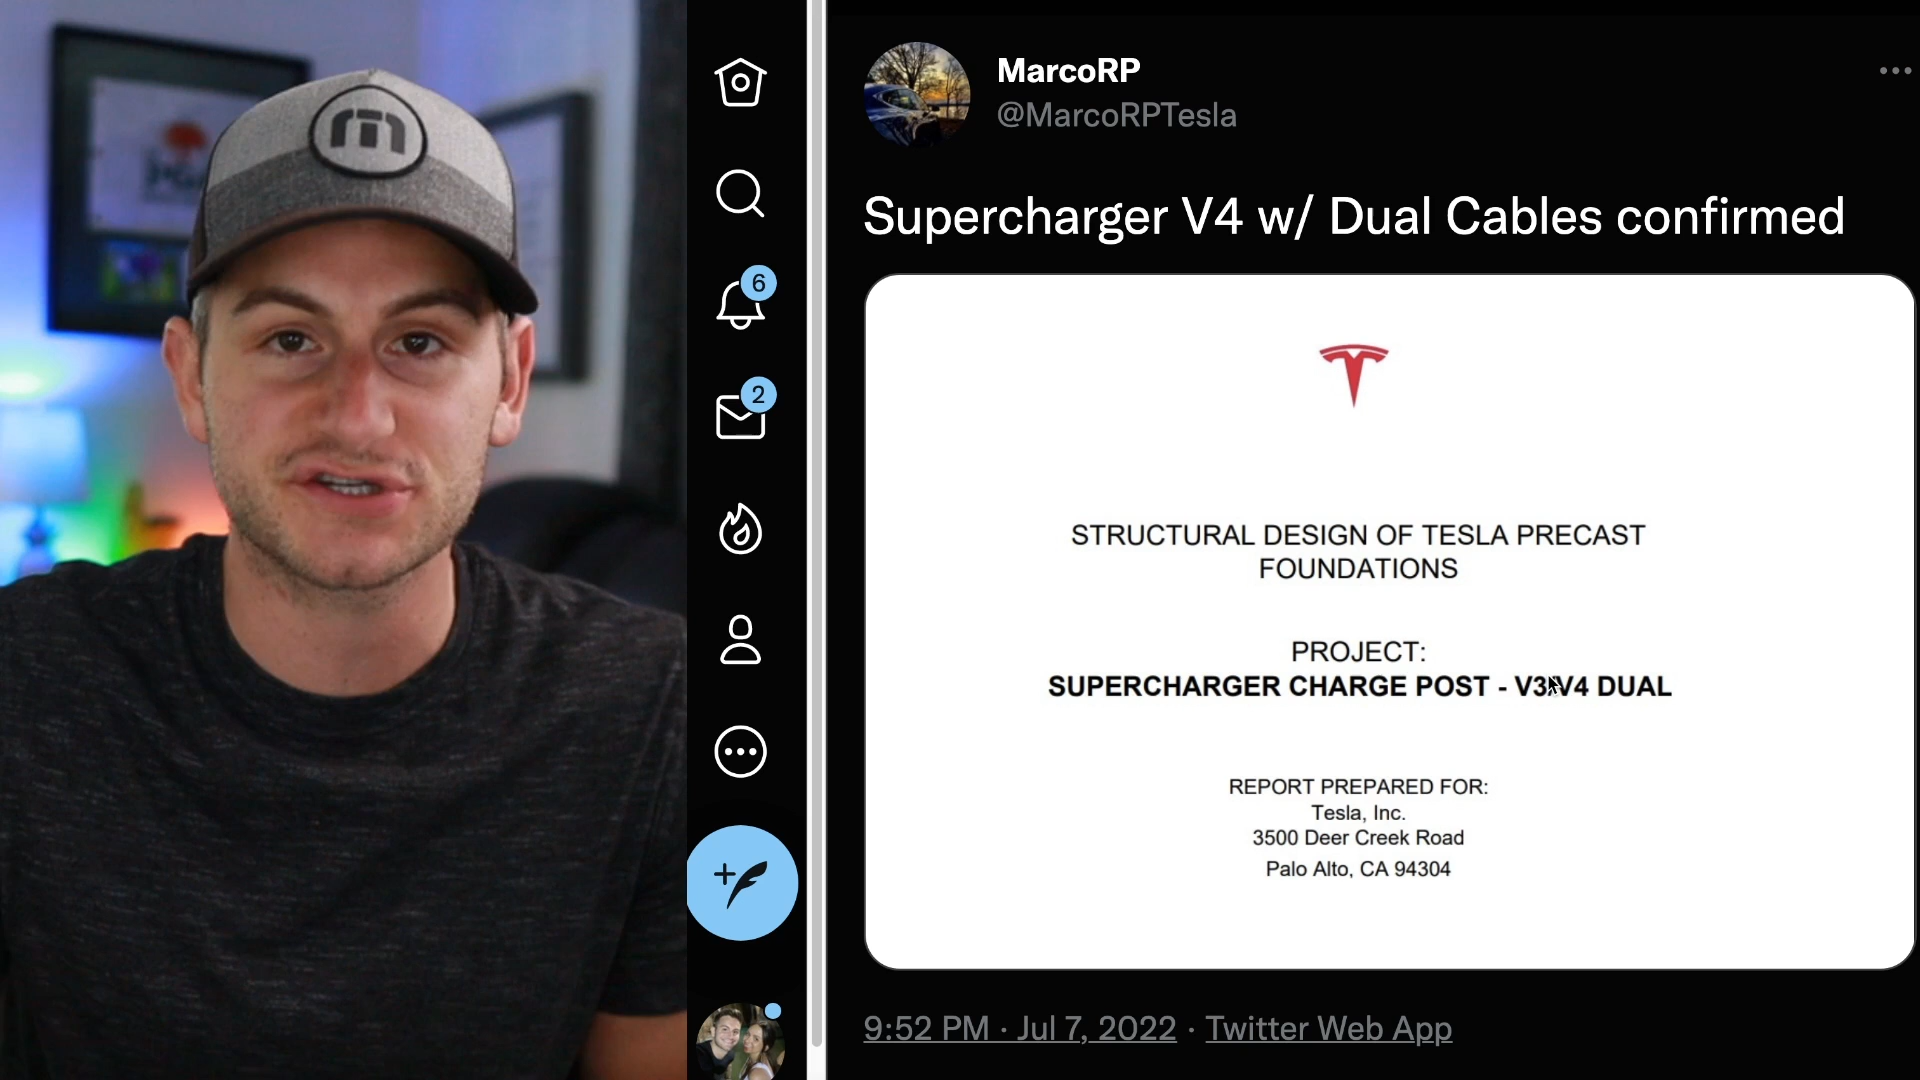 MarcoRP
@MarcoRPTesla
Supercharger V4 w/ Dual Cables confirmed
6
2
STRUCTURAL DESIGN OF TESLA PRECAST
FOUNDATIONS
PROJECT:
SUPERCHARGER CHARGE POST - V3/V4 DUAL
REPORT PREPARED FOR:
Tesla, Inc.
3500 Deer Creek Road
Palo Alto, CA 94304
9:52 PM · Jul 7, 2022 · Twitter Web App